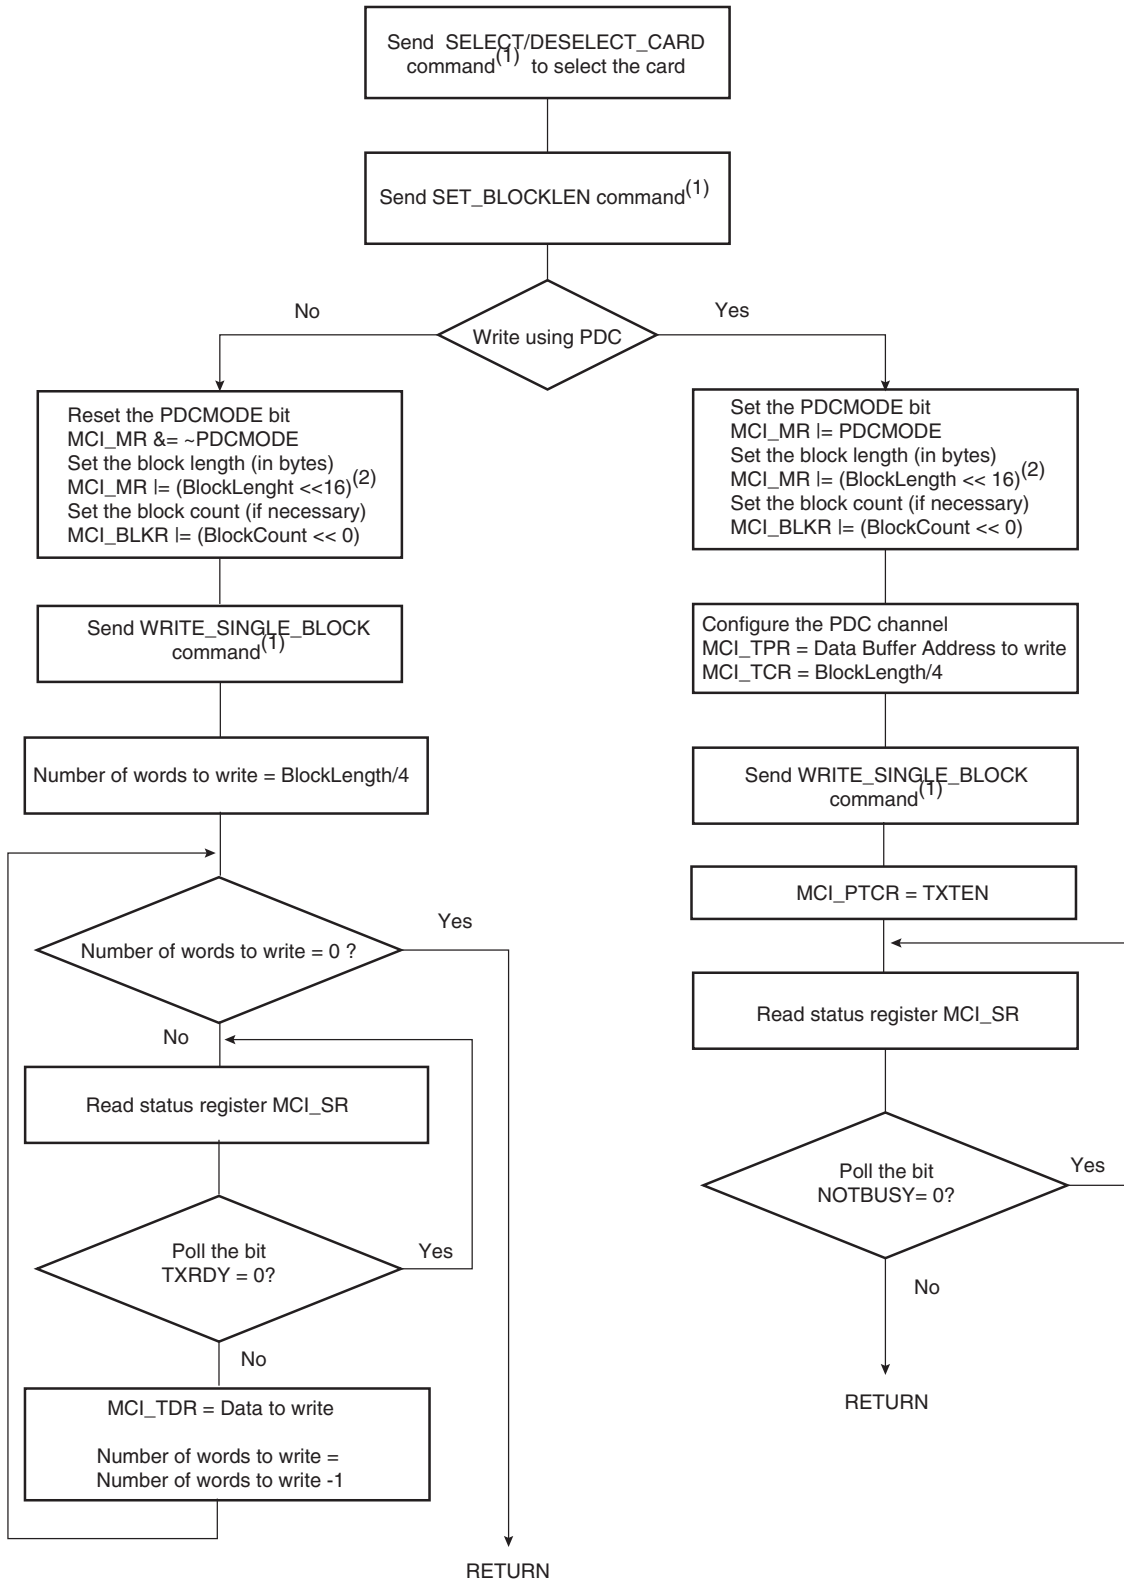 Send SELECT/DESELECT_CARD
command(1) to select the card
Send SET_BLOCKLEN command(1)
No
Yes
Write using PDC
Reset the PDCMODE bit
MCI_MR &= ~PDCMODE
Set the block length (in bytes)
MCI_MR |= (BlockLenght <<16)(2)
Set the block count (if necessary)
MCI_BLKR |= (BlockCount << 0)
Send WRITE_SINGLE_BLOCK
command(1)
Number of words to write = BlockLength/4
Number of words to write = 0 ?
Yes
No
Read status register MCI_SR
Poll the bit
TXRDY = 0?
Yes
No
MCI_TDR = Data to write
Number of words to write =
Number of words to write -1
RETURN
Set the PDCMODE bit
MCI_MR |= PDCMODE
Set the block length (in bytes)
MCI_MR |= (BlockLength << 16)(2)
Set the block count (if necessary)
MCI_BLKR |= (BlockCount << 0)
Configure the PDC channel
MCI_TPR = Data Buffer Address to write
MCI_TCR = BlockLength/4
Send WRITE_SINGLE_BLOCK
command(1)
MCI_PTCR = TXTEN
Read status register MCI_SR
Poll the bit
NOTBUSY= 0?
Yes
No
RETURN